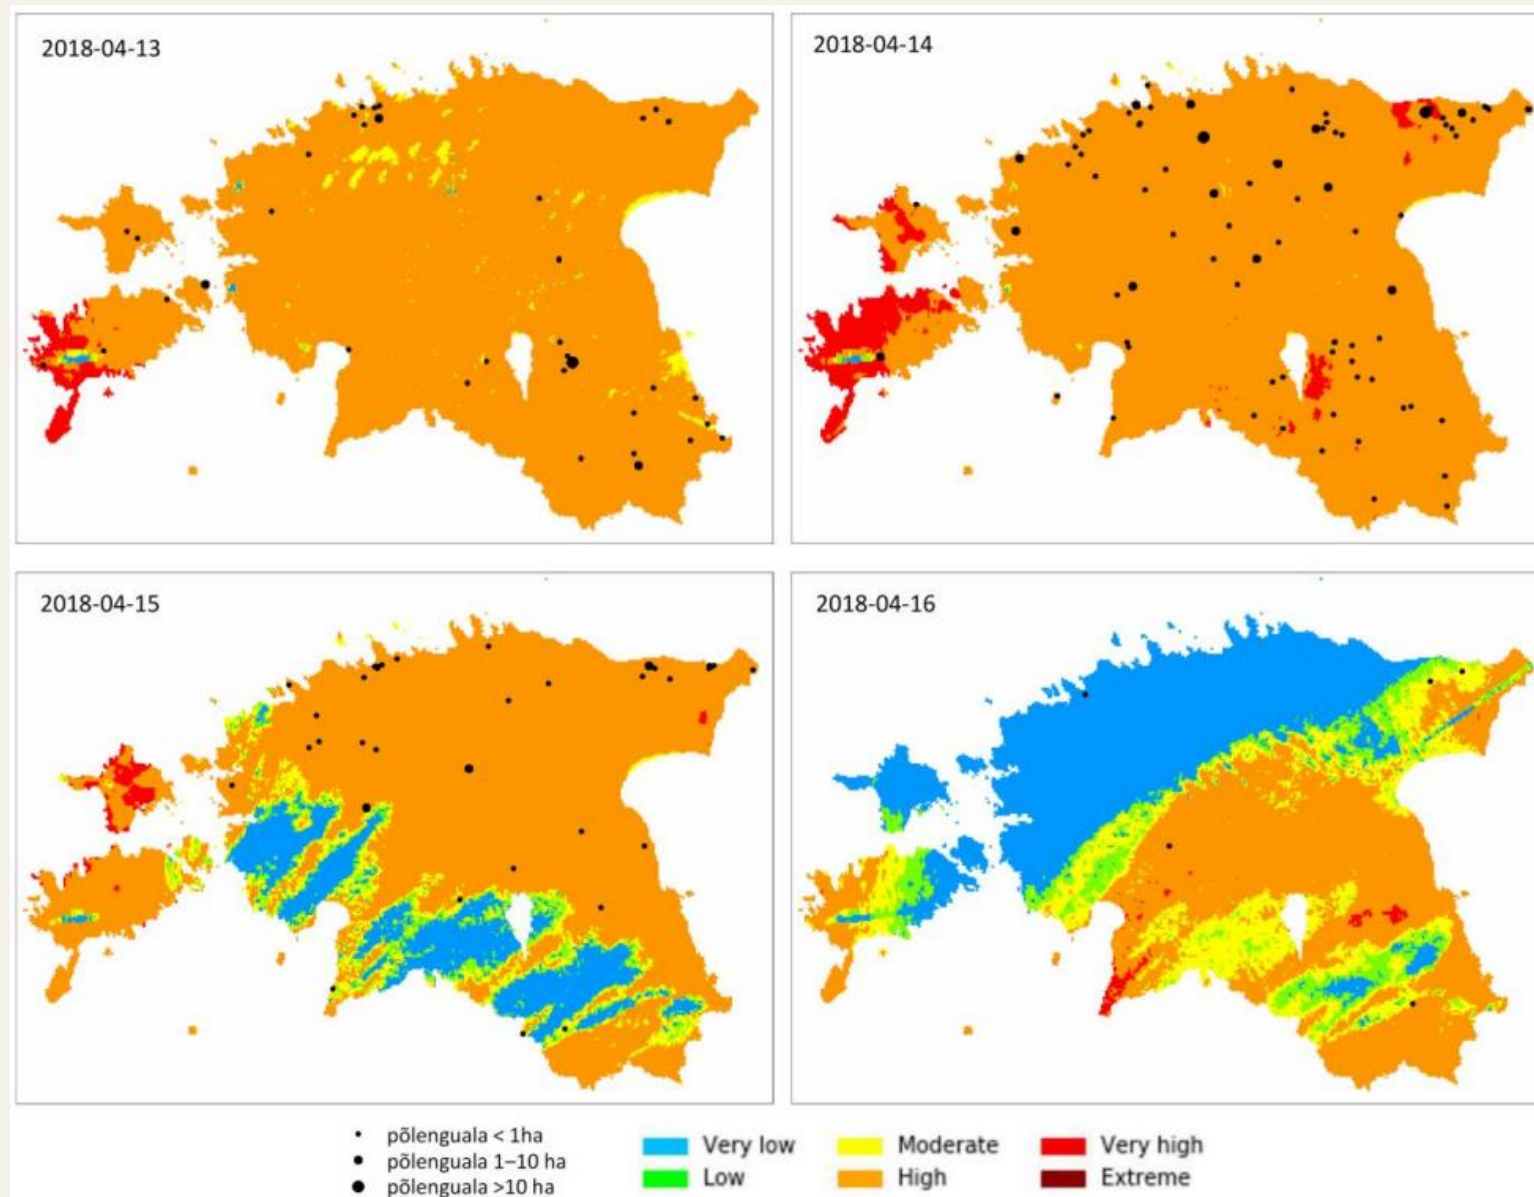 2018-04-13
2018-04-14
2018-04-15
2018-04-16
põlenguala < 1ha
põlenguala 1–10 ha
põlenguala >10 ha
Very low
Moderate
Very high
Low
High
Extreme